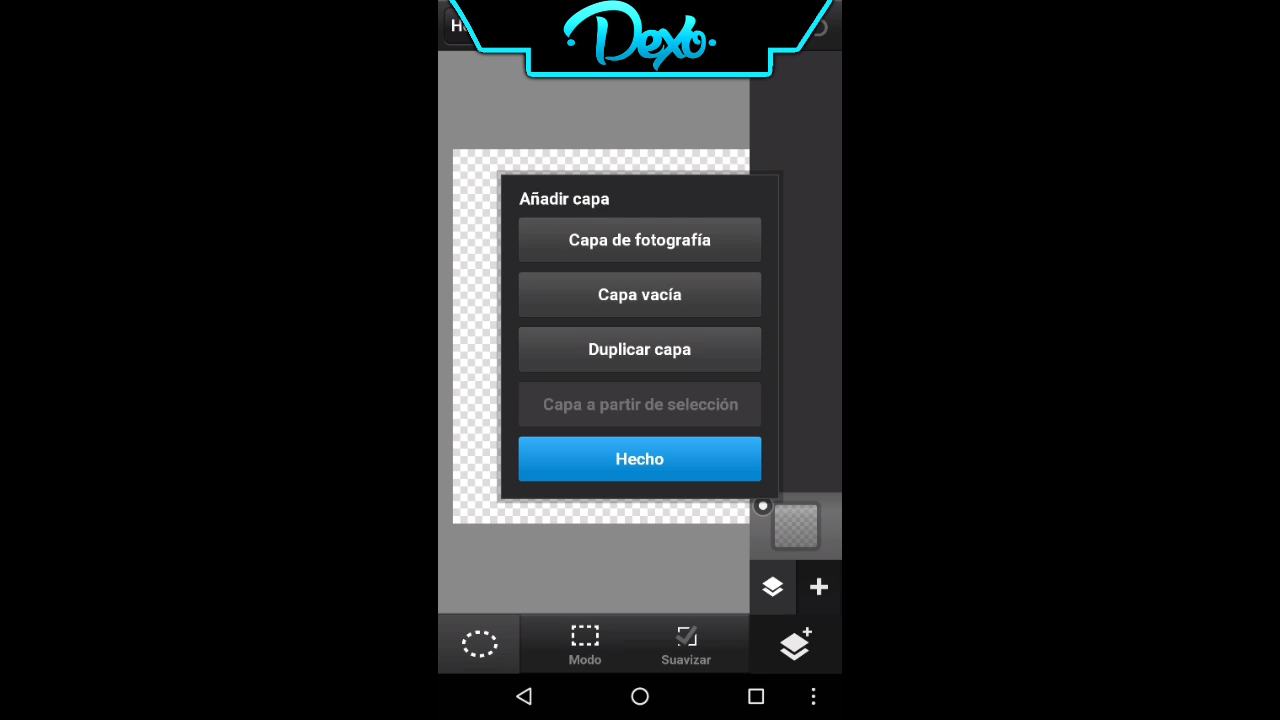 Dexo
Añadir capa
Capa de fotografía
Capa vacía
Duplicar capa
Capa a partir de selección
Hecho
Modo
Suavizar